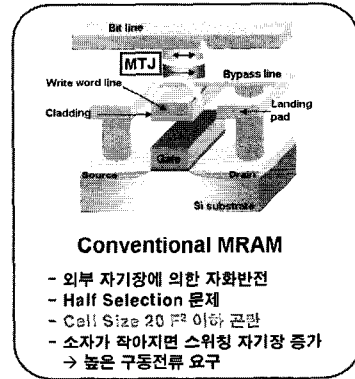 Bit line
MTJ
Write word line
Bypass line
Cladding
Landing pad
Gate
Source
Drain
Si substrate
Conventional MRAM
- 외부 자기장에 의한 자화반전
- Half Selection 문제
- Cell Size 20 F² 이하 곤란
- 소자가 작아지면 스위칭 자기장 증가
→ 높은 구동전류 요구